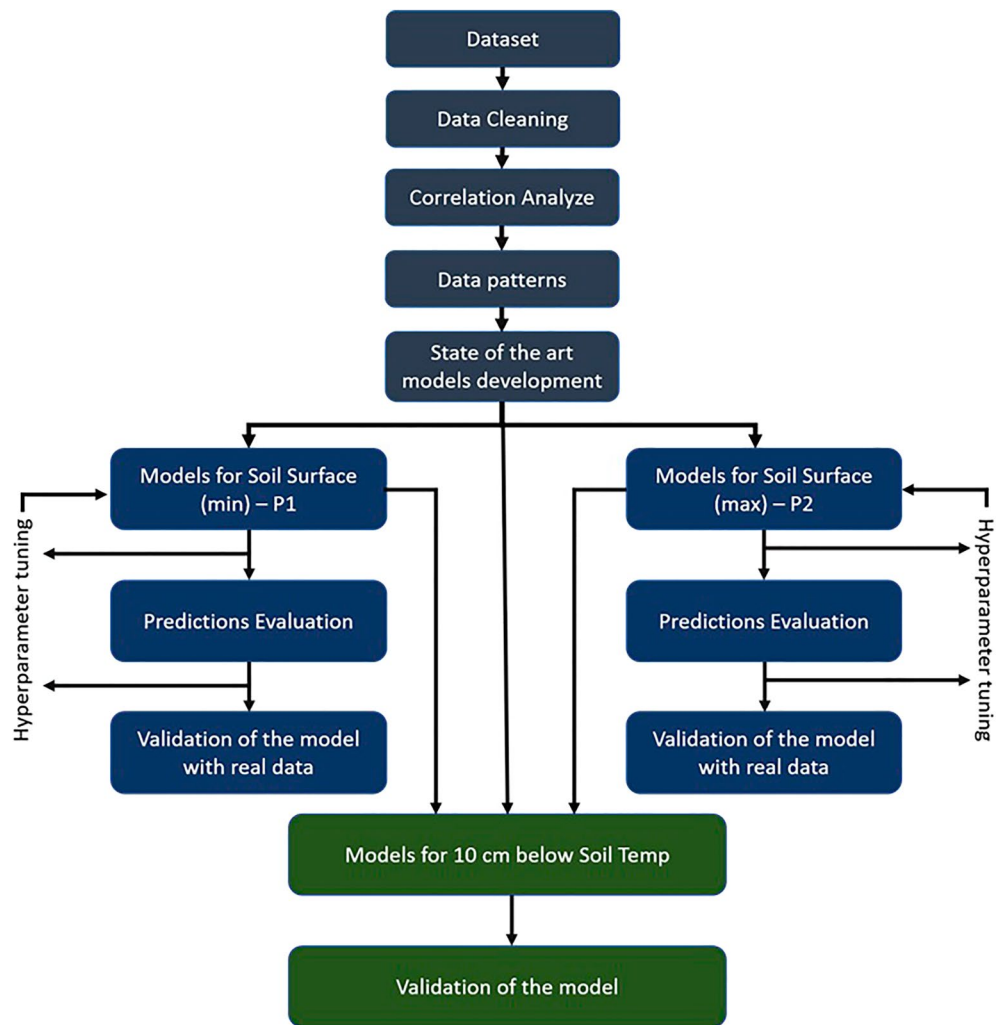 Dataset
Data Cleaning
Correlation Analyze
Data patterns
State of the art
models development
Models for Soil Surface
(min) – P1
Models for Soil Surface
(max) – P2
Hyperparameter tuning
Hyperparameter tuning
Predictions Evaluation
Predictions Evaluation
Validation of the model
with real data
Validation of the model
with real data
Models for 10 cm below Soil Temp
Validation of the model